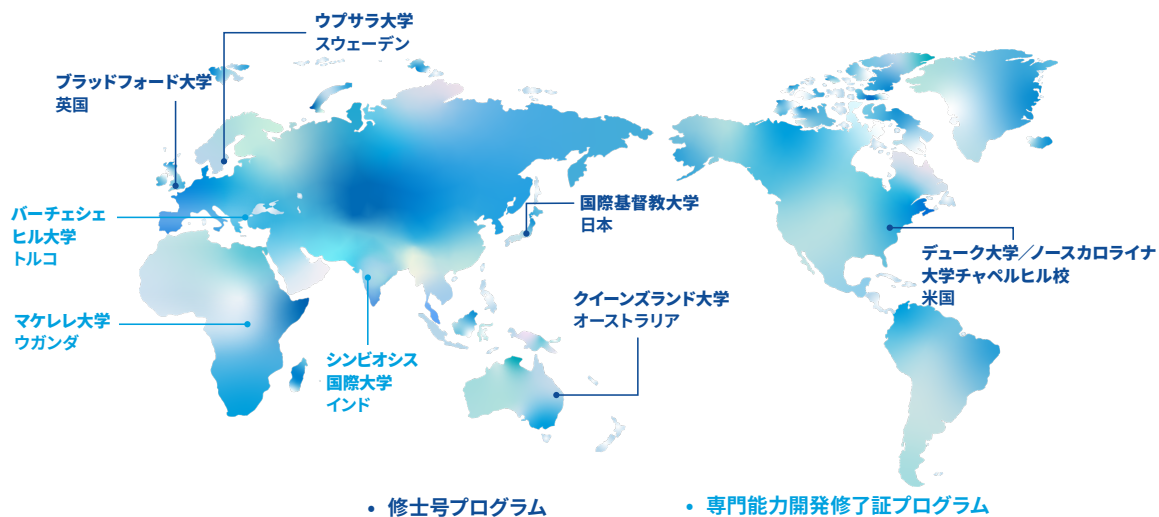 ウプサラ大学
スウェーデン
ブラッドフォード大学
英国
バーチェシェ
ヒル大学
トルコ
マケレレ大学
ウガンダ
シンビオシス
国際大学
インド
国際基督教大学
日本
クイーンズランド大学
オーストラリア
デューク大学／ノースカロライナ
大学チャペルヒル校
米国
• 修士号プログラム
• 専門能力開発修了証プログラム